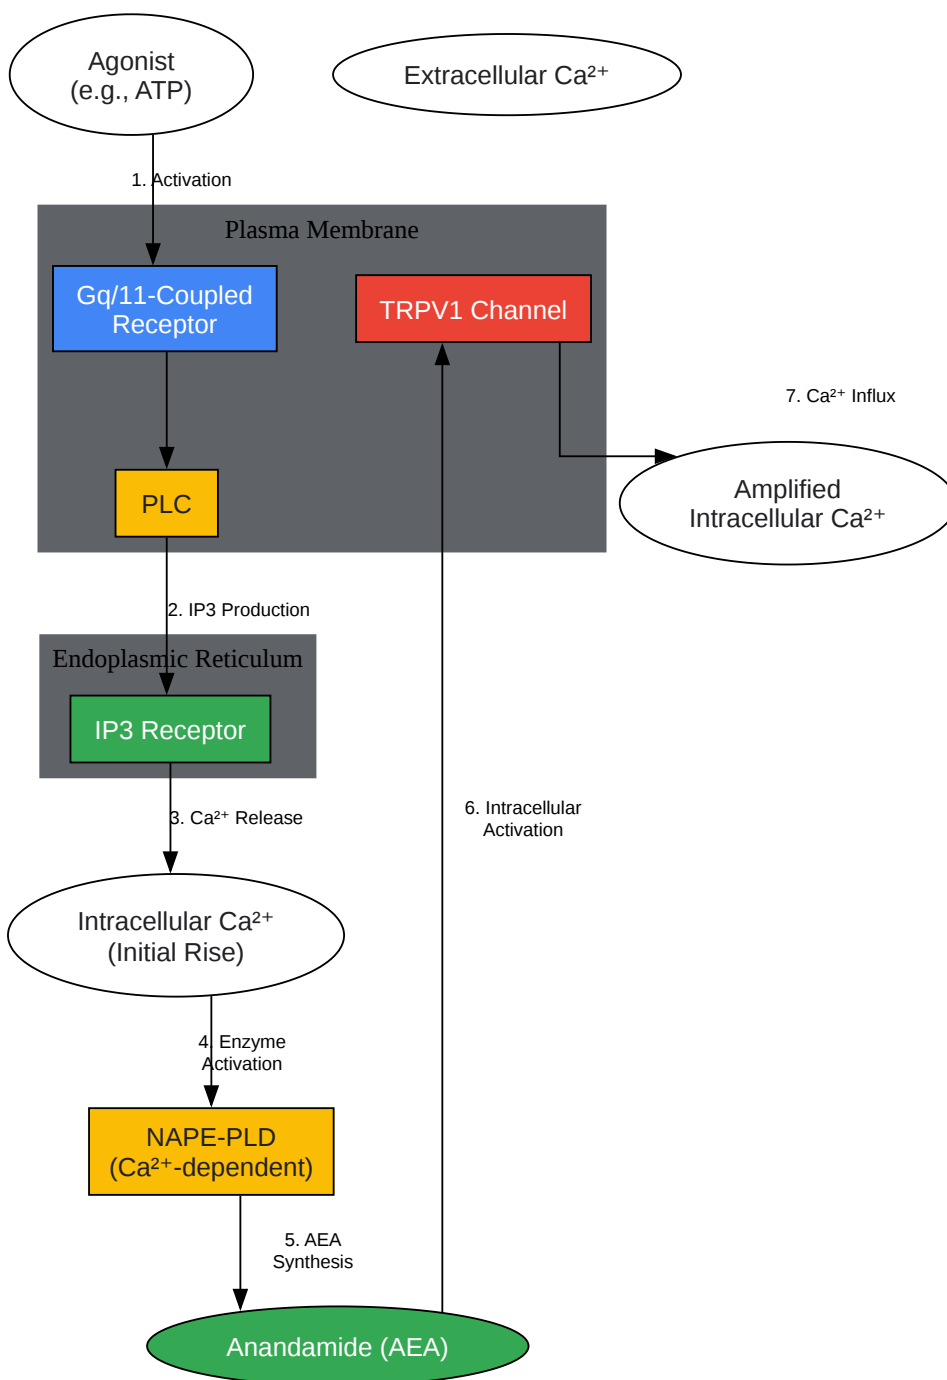 Agonist
(e.g., ATP)
Extracellular Ca²⁺
1. Activation
Plasma Membrane
Gq/11-Coupled
Receptor
TRPV1 Channel
7. Ca²⁺ Influx
PLC
Amplified
Intracellular Ca²⁺
2. IP3 Production
Endoplasmic Reticulum
IP3 Receptor
6. Intracellular
Activation
3. Ca²⁺ Release
Intracellular Ca²⁺
(Initial Rise)
4. Enzyme
Activation
NAPE-PLD
(Ca²⁺-dependent)
5. AEA
Synthesis
Anandamide (AEA)